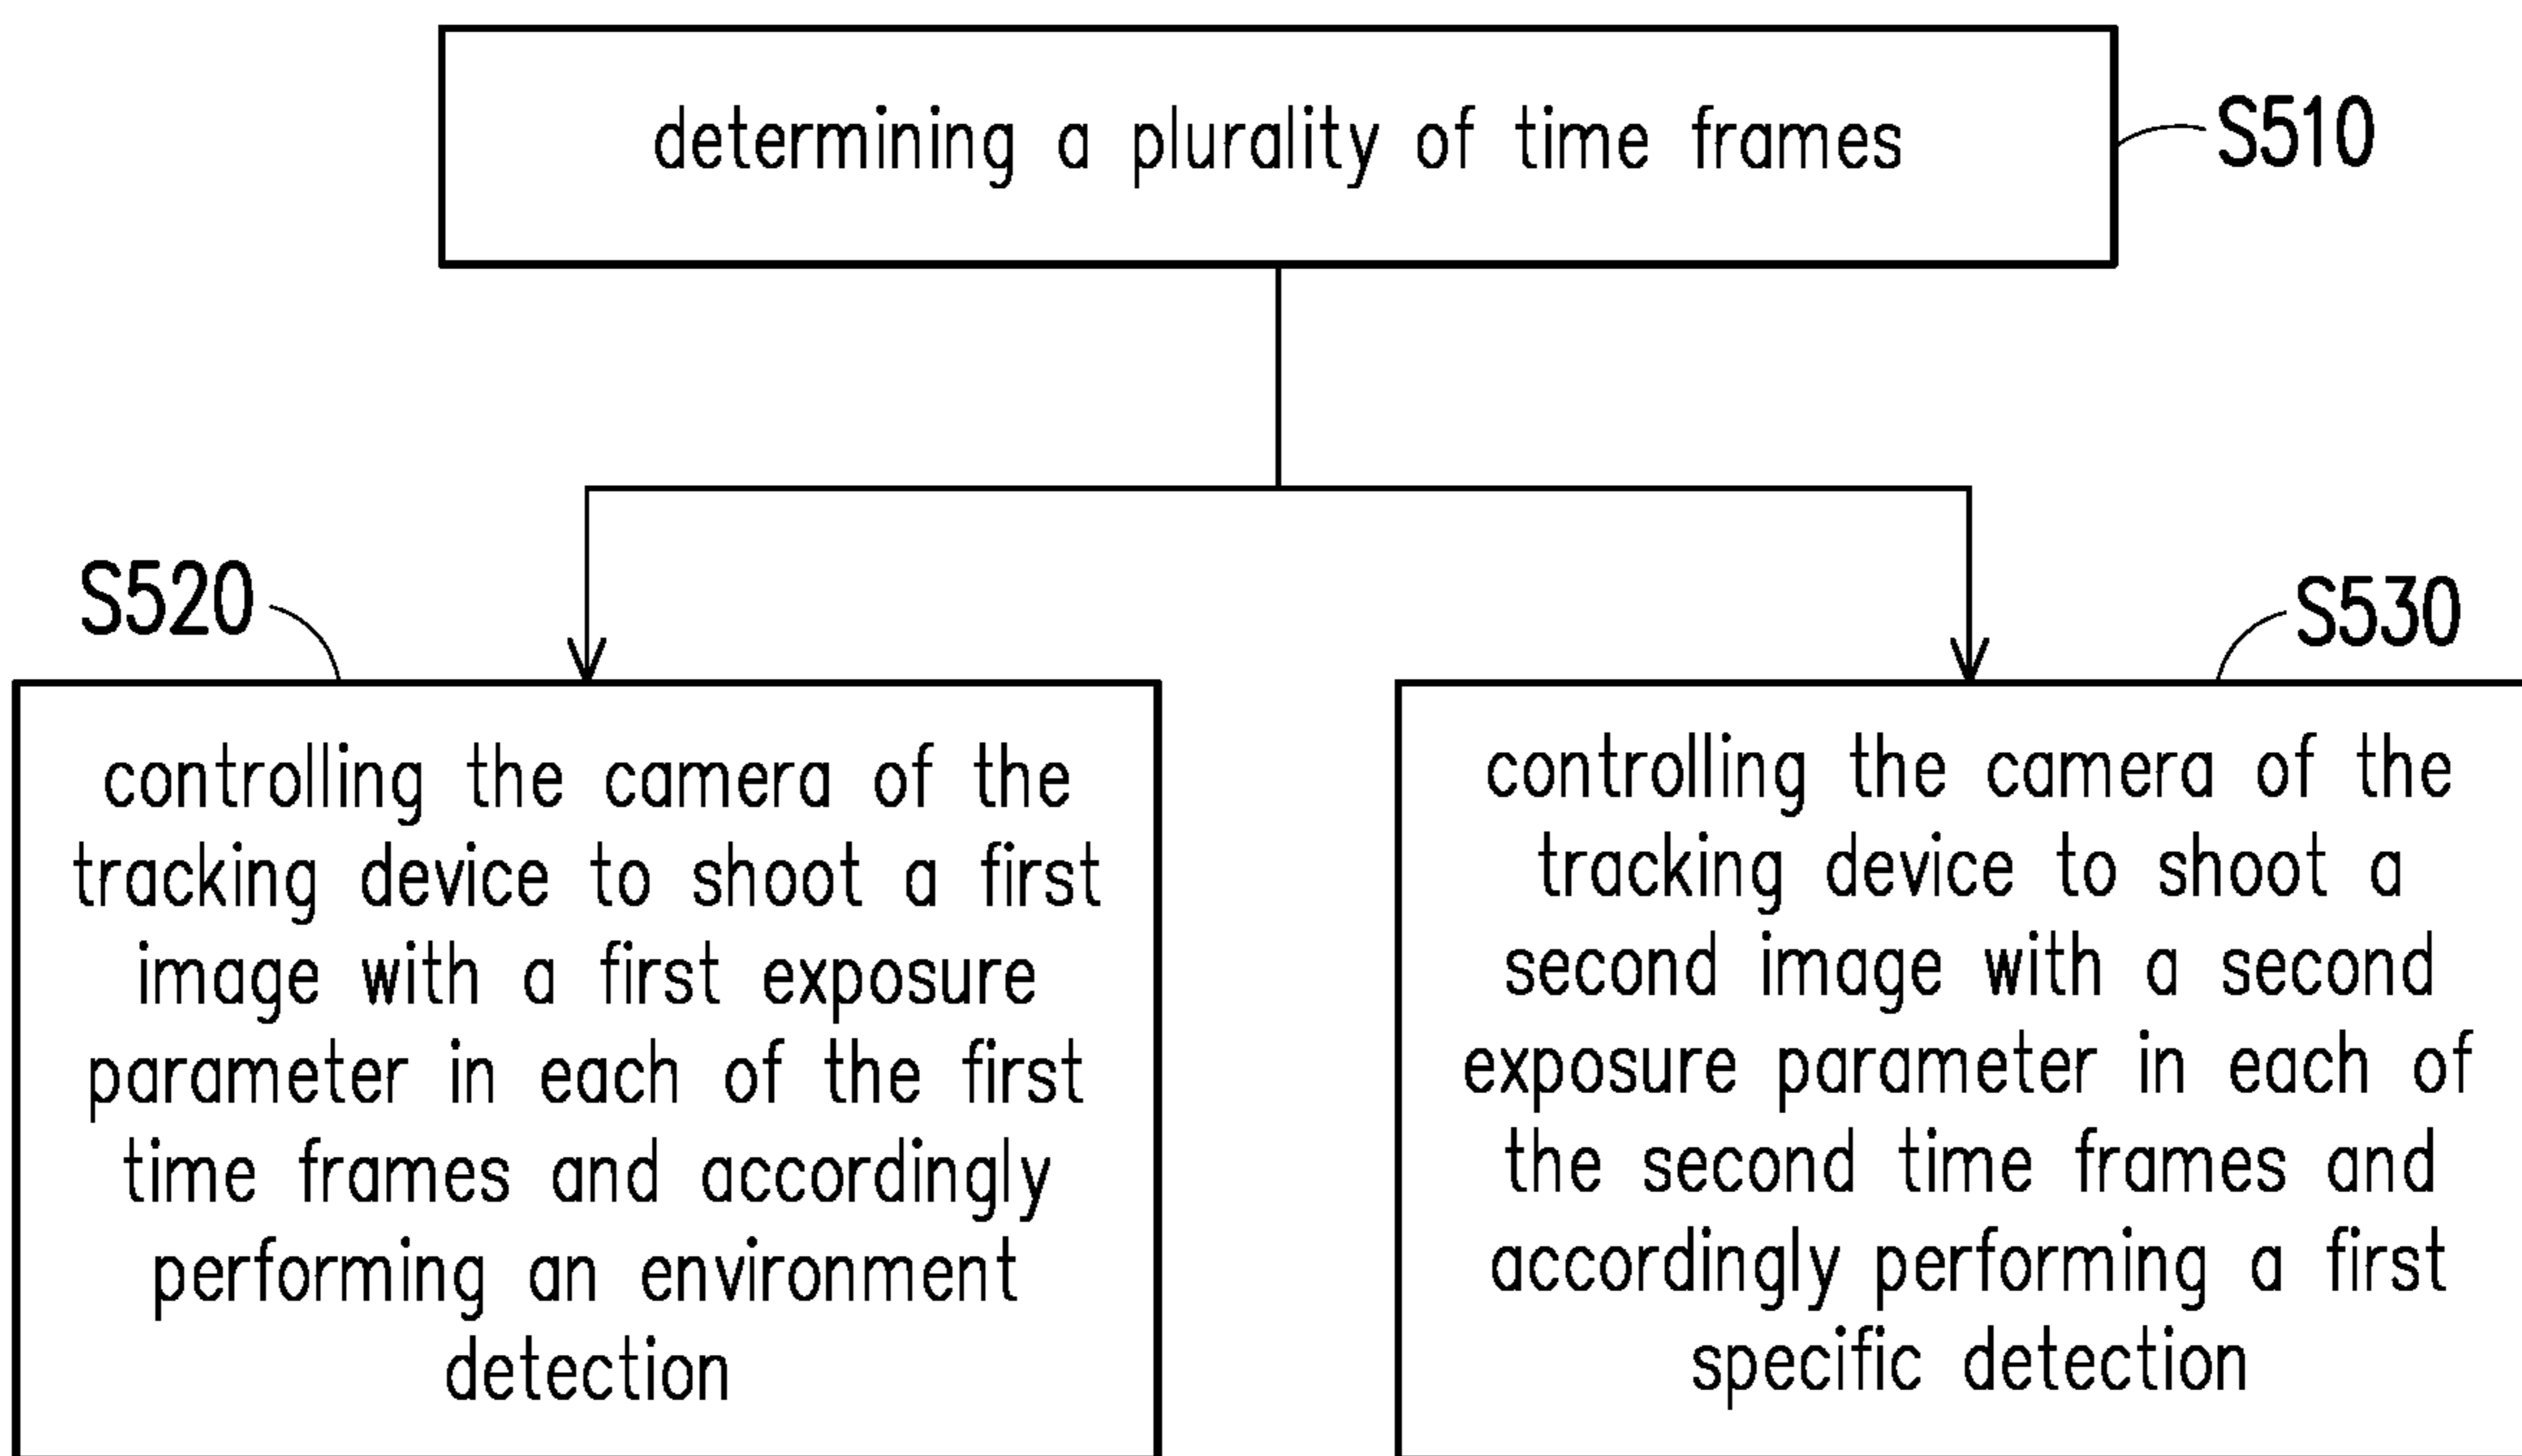 determining a plurality of time frames
S510
S520
controlling the camera of the
tracking device to shoot a first
image with a first exposure
parameter in each of the first
time frames and accordingly
performing an environment
detection
S530
controlling the camera of the
tracking device to shoot a
second image with a second
exposure parameter in each of
the second time frames and
accordingly performing a first
specific detection